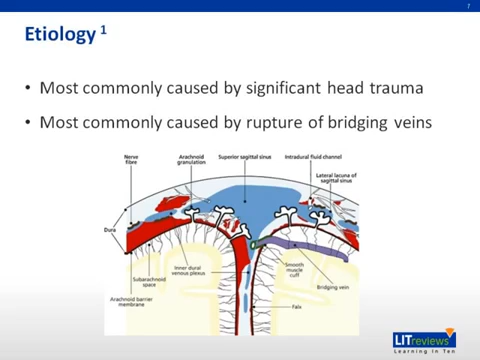 7
Etiology 1
• Most commonly caused by significant head trauma
• Most commonly caused by rupture of bridging veins
Nerve fibre
Arachnoid granulation
Superior sagittal sinus
Intradural fluid channel
Lateral lacuna of sagittal sinus
Dura
Subarachnoid space
Arachnoid barrier membrane
Inner dural venous plexus
Smooth muscle cuff
Bridging vein
Falx
LITreviews
Learning in Ten